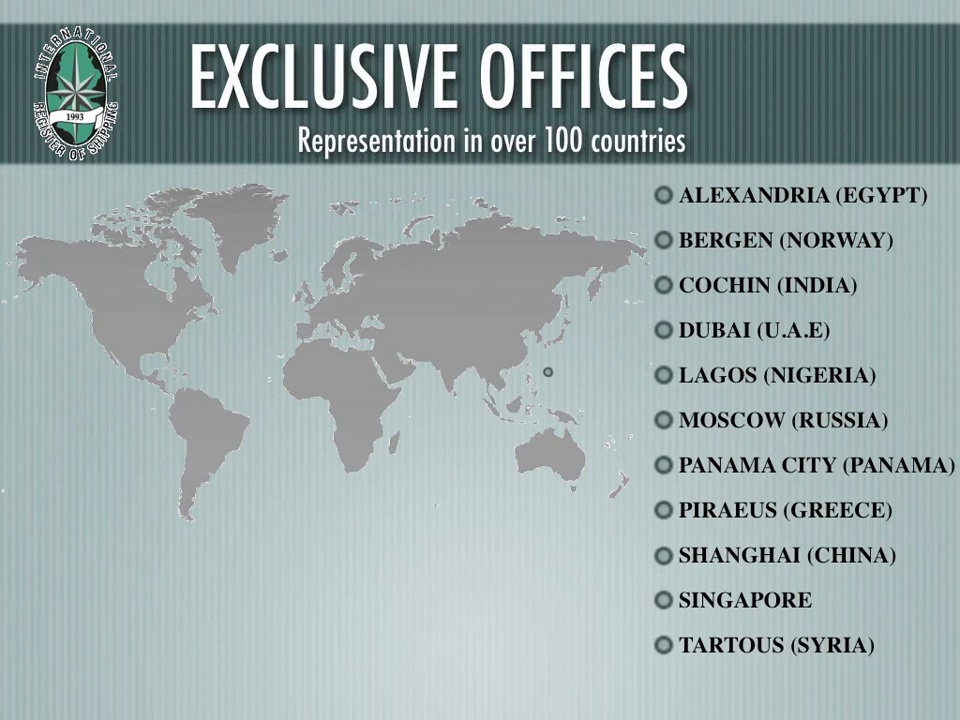 INTERNATIONAL
1993
REGISTER OF SHIPPING
EXCLUSIVE OFFICES
Representation in over 100 countries
ALEXANDRIA (EGYPT)
BERGEN (NORWAY)
COCHIN (INDIA)
DUBAI (U.A.E)
LAGOS (NIGERIA)
MOSCOW (RUSSIA)
PANAMA CITY (PANAMA)
PIRAEUS (GREECE)
SHANGHAI (CHINA)
SINGAPORE
TARTOUS (SYRIA)